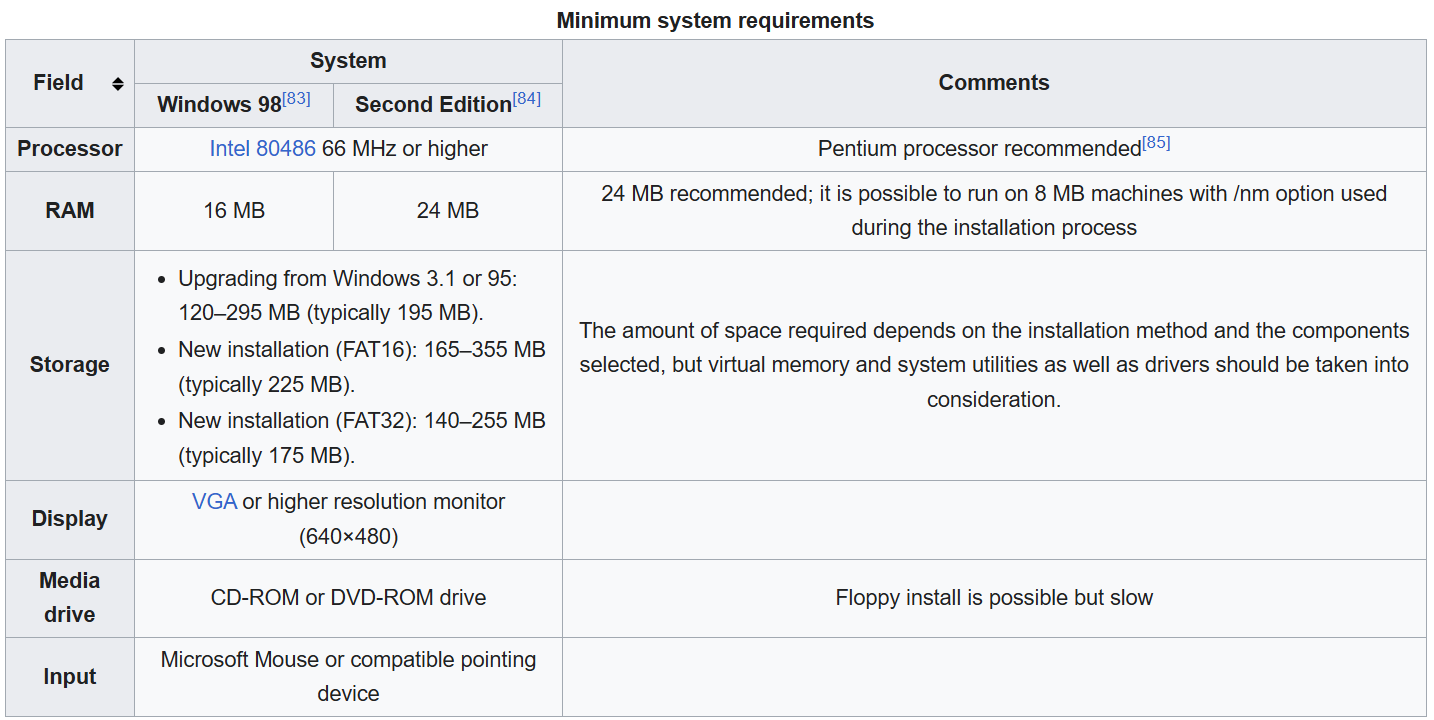 Minimum system requirements
Field
System
Comments
Windows 98[83]
Second Edition[84]
Processor
Intel 80486 66 MHz or higher
Pentium processor recommended[85]
RAM
16 MB
24 MB
24 MB recommended; it is possible to run on 8 MB machines with /nm option used
during the installation process
Storage
• Upgrading from Windows 3.1 or 95:
120–295 MB (typically 195 MB).
• New installation (FAT16): 165–355 MB
(typically 225 MB).
• New installation (FAT32): 140–255 MB
(typically 175 MB).
The amount of space required depends on the installation method and the components
selected, but virtual memory and system utilities as well as drivers should be taken into
consideration.
Display
VGA or higher resolution monitor
(640×480)
Media
drive
CD-ROM or DVD-ROM drive
Floppy install is possible but slow
Input
Microsoft Mouse or compatible pointing
device